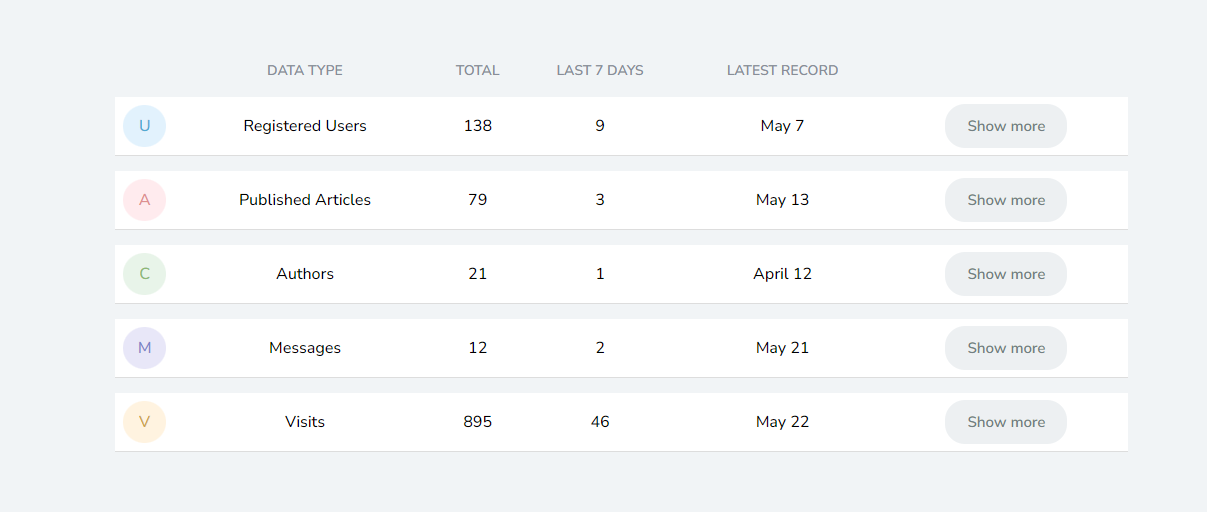 DATA TYPE TOTAL LAST 7 DAYS LATEST RECORD
U Registered Users 138 9 May 7 Show more
A Published Articles 79 3 May 13 Show more
C Authors 21 1 April 12 Show more
M Messages 12 2 May 21 Show more
V Visits 895 46 May 22 Show more